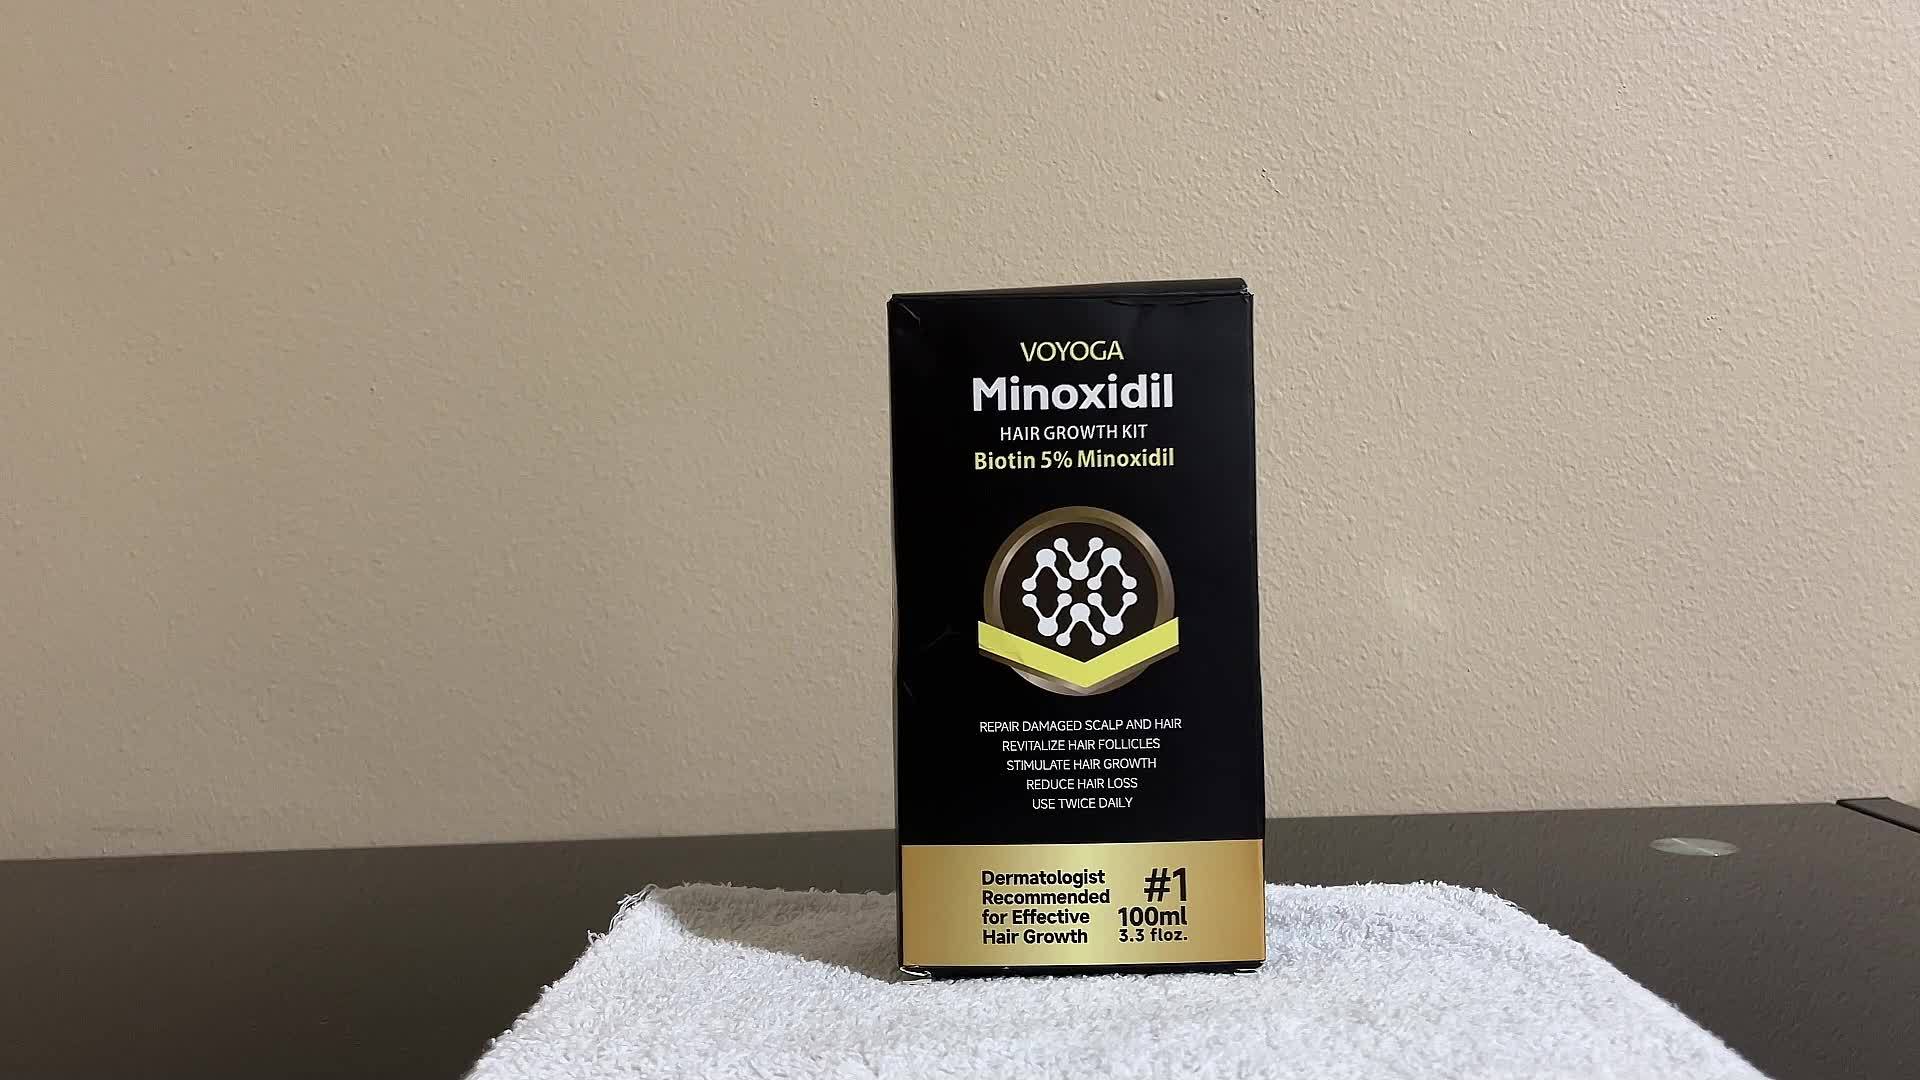 VOYOGA
Minoxidil
HAIR GROWTH KIT
Biotin 5% Minoxidil
REPAIR DAMAGED SCALP AND HAIR
REVITALIZE HAIR FOLLICLES
STIMULATE HAIR GROWTH
REDUCE HAIR LOSS
USE TWICE DAILY
Dermatologist
Recommended
for Effective
Hair Growth
#1
100ml
3.3 floz.